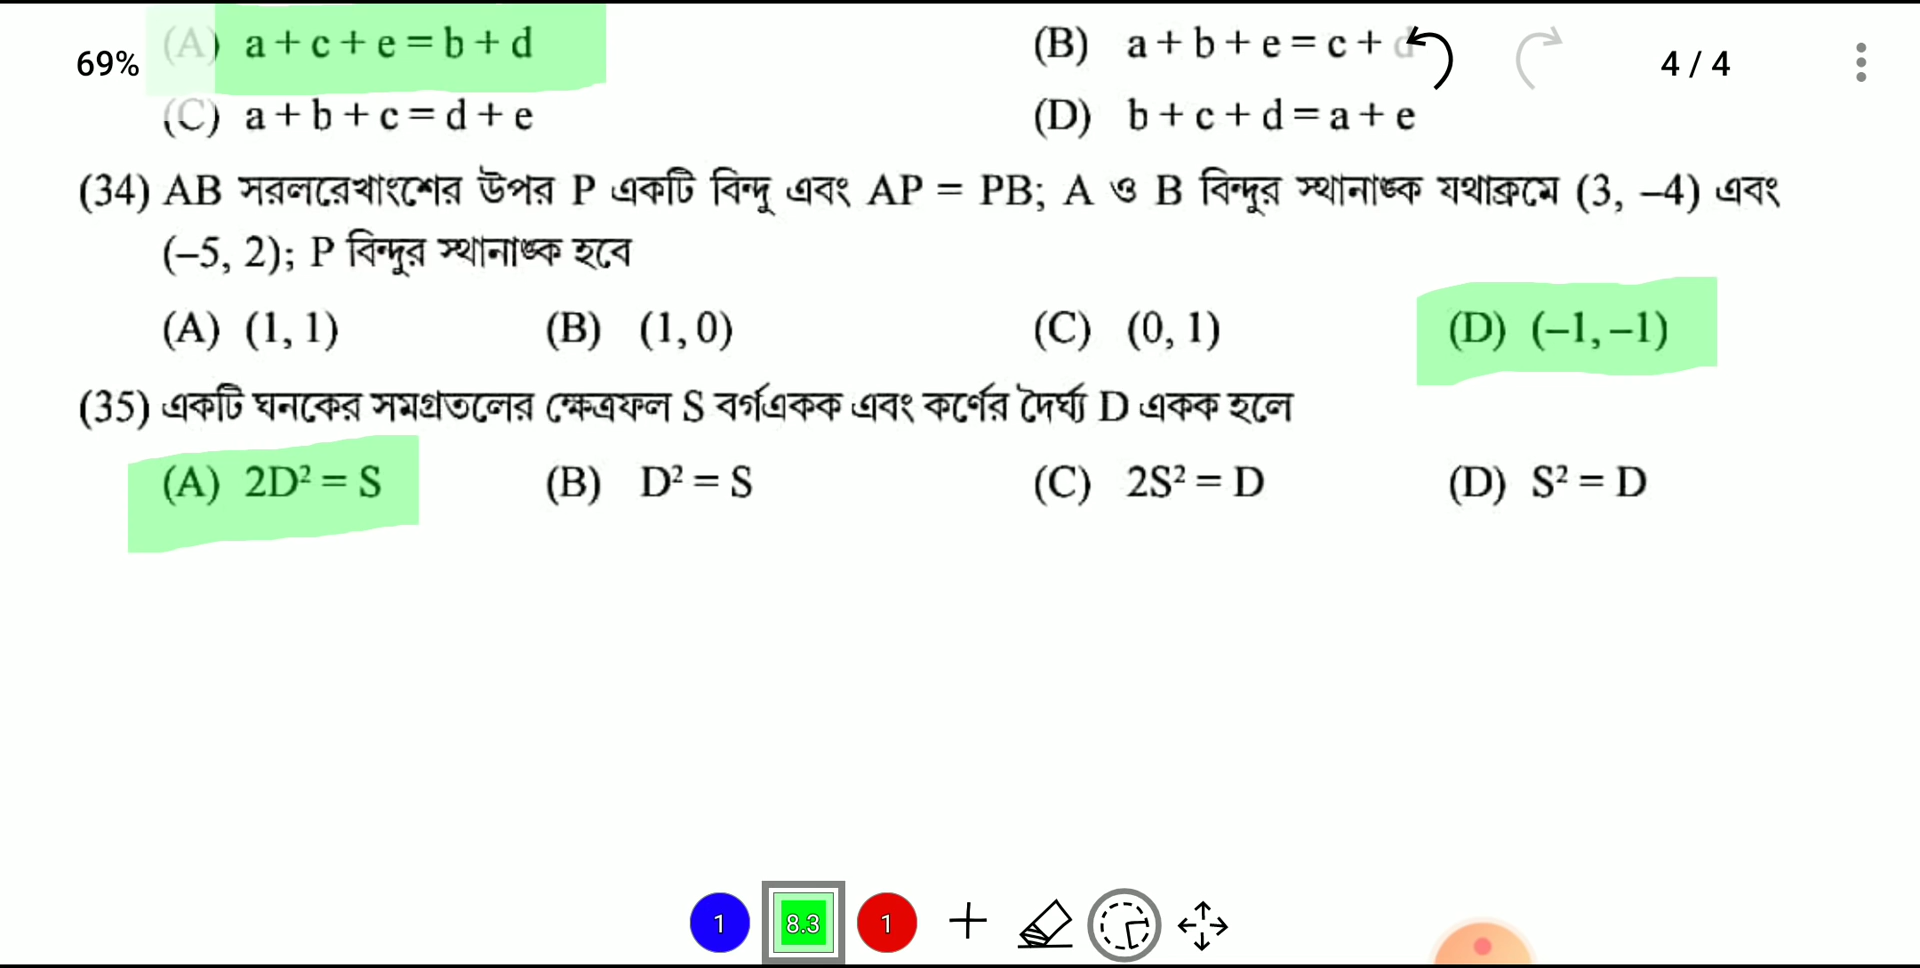 (A) a + c + e = b + d (B) a + b + e = c + d
69% 4 / 4
(C) a + b + c = d + e (D) b + c + d = a + e
(34) AB সরলরেখাংশের উপর P একটি বিন্দু এবং AP = PB; A ও B বিন্দুর স্থানাঙ্ক যথাক্রমে (3, –4) এবং
(–5, 2); P বিন্দুর স্থানাঙ্ক হবে
(A) (1, 1) (B) (1, 0) (C) (0, 1) (D) (–1, –1)
(35) একটি ঘনকের সমগ্রতলের ক্ষেত্রফল S বর্গএকক এবং কর্ণের দৈর্ঘ্য D একক হলে
(A) 2D² = S (B) D² = S (C) 2S² = D (D) S² = D
1 8.3 1